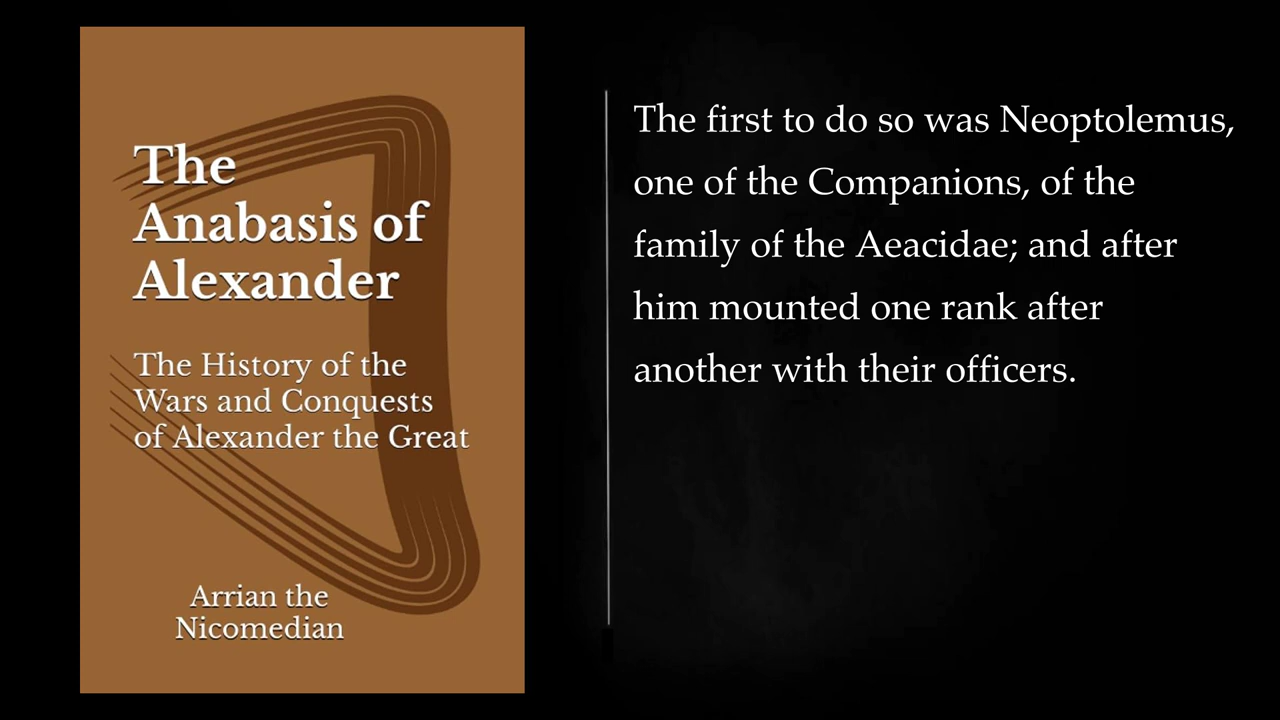 The
Anabasis of
Alexander
The History of the
Wars and Conquests
of Alexander the Great
Arrian the
Nicomedian
The first to do so was Neoptolemus,
one of the Companions, of the
family of the Aeacidae; and after
him mounted one rank after
another with their officers.